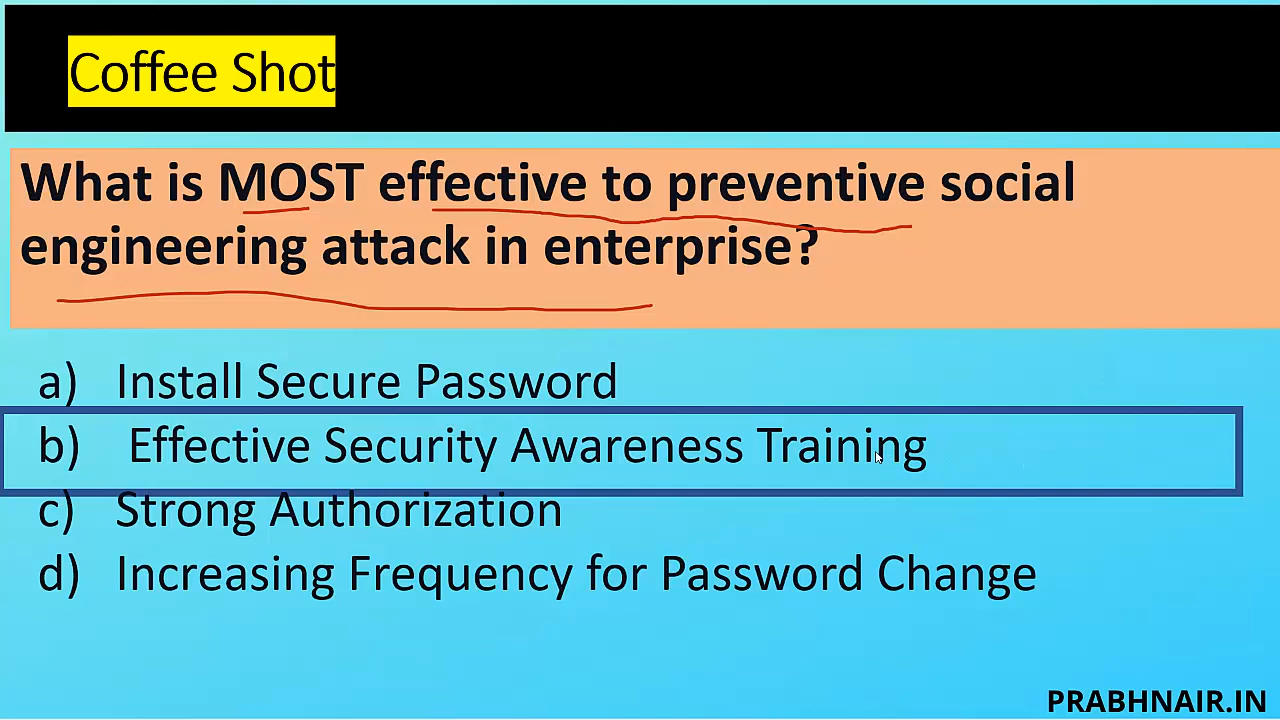 Coffee Shot
What is MOST effective to preventive social
engineering attack in enterprise?
a) Install Secure Password
b) Effective Security Awareness Training
c) Strong Authorization
d) Increasing Frequency for Password Change
PRABHNAIR.IN